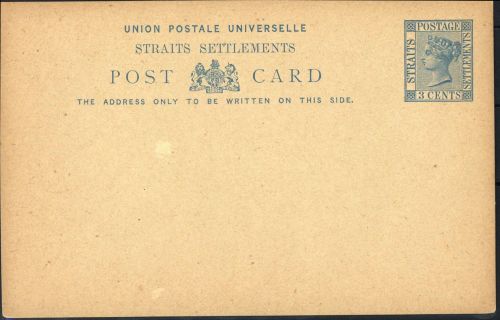 UNION POSTALE UNIVERSELLE
STRAITS SETTLEMENTS
POST CARD
THE ADDRESS ONLY TO BE WRITTEN ON THIS SIDE.
POSTAGE
STRAITS
SETTLEMENTS
3 CENTS